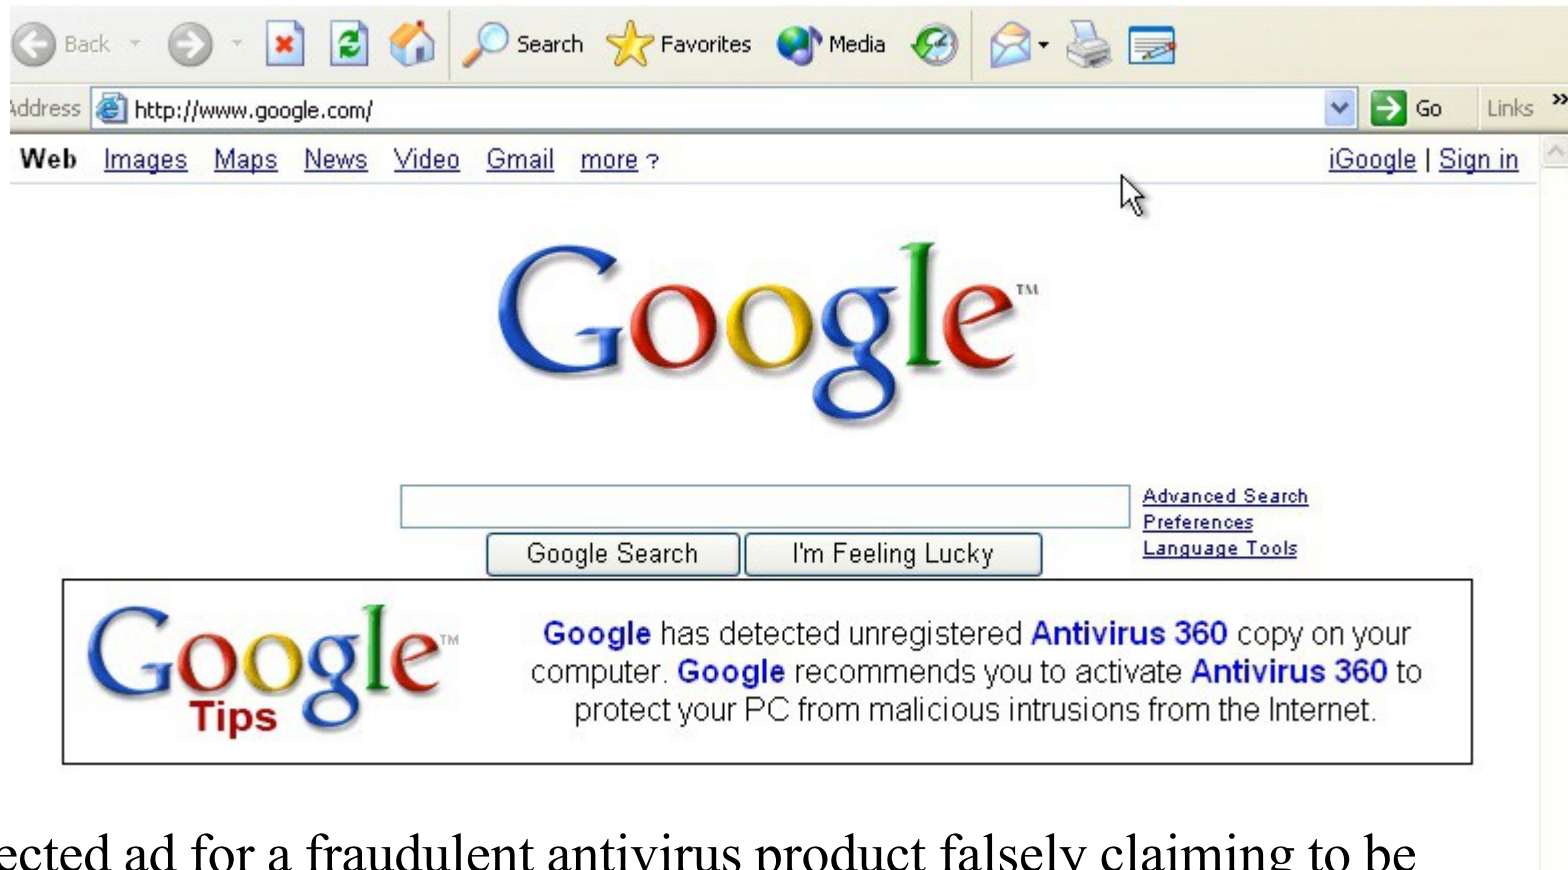 Back Search Favorites Media
Address http://www.google.com/ Go Links »
Web Images Maps News Video Gmail more ? iGoogle | Sign in
Google™
Advanced Search
Preferences
Language Tools
Google Search I'm Feeling Lucky
Google™
Tips
Google has detected unregistered Antivirus 360 copy on your
computer. Google recommends you to activate Antivirus 360 to
protect your PC from malicious intrusions from the Internet.
ad for a fraudulent antivirus product falsely claiming to be